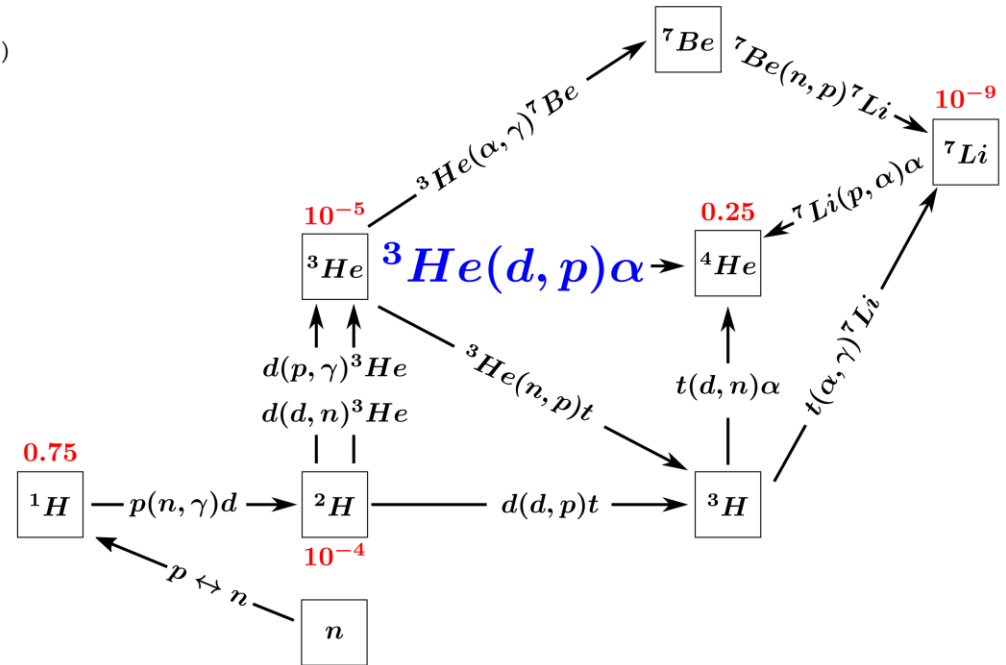 )
⁷Be
⁷Be(n, p)⁷Li
10⁻⁹
⁷Li
³He(α, γ)⁷Be
⁷Li(p, α)α
10⁻⁵
0.25
³He
³He(d, p)α
⁴He
t(α, γ)⁷Li
d(p, γ)³He
³He(n, p)t
t(d, n)α
d(d, n)³He
0.75
¹H
p(n, γ)d
²H
d(d, p)t
³H
10⁻⁴
p ↔ n
n